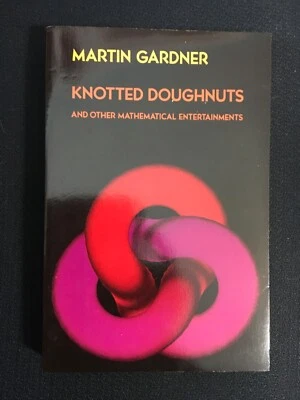 MARTIN GARDNER
KNOTTED DOUGHNUTS
AND OTHER MATHEMATICAL ENTERTAINMENTS